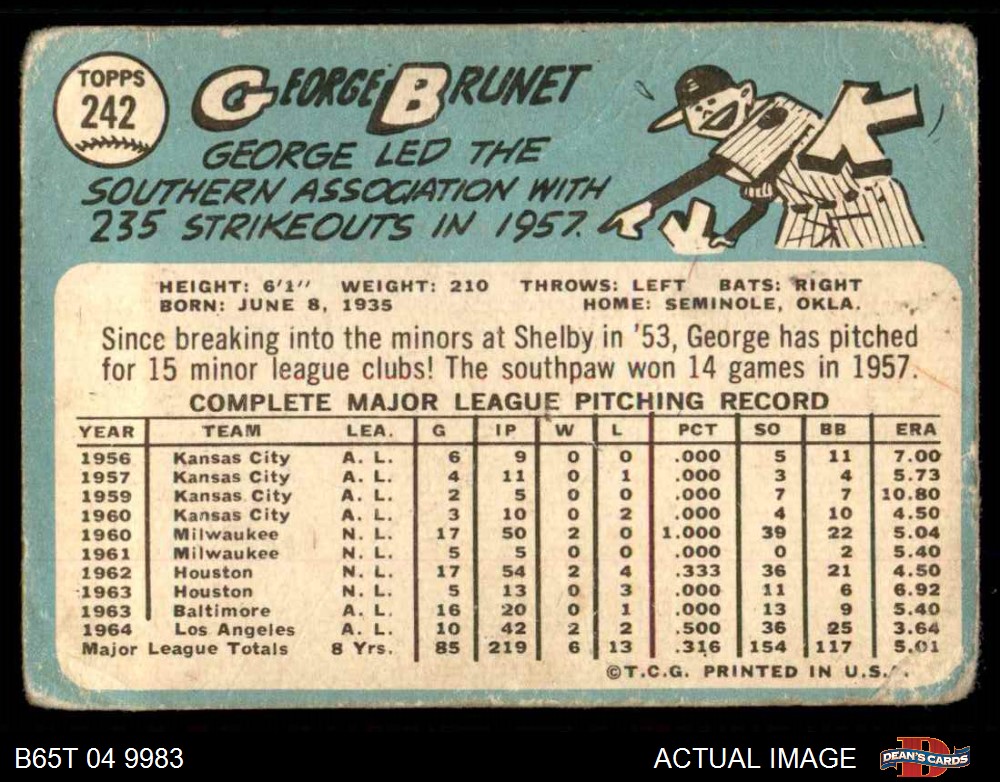 TOPPS
242
GEORGE BRUNET
GEORGE LED THE
SOUTHERN ASSOCIATION WITH
235 STRIKEOUTS IN 1957.
K
HEIGHT: 6'1" WEIGHT: 210 THROWS: LEFT BATS: RIGHT
BORN: JUNE 8, 1935 HOME: SEMINOLE, OKLA.
Since breaking into the minors at Shelby in '53, George has pitched
for 15 minor league clubs! The southpaw won 14 games in 1957.
COMPLETE MAJOR LEAGUE PITCHING RECORD
YEAR TEAM LEA. G IP W L PCT SO BB ERA
1956 Kansas City A. L. 6 9 0 0 .000 5 11 7.00
1957 Kansas City A. L. 4 11 0 1 .000 3 4 5.73
1959 Kansas City A. L. 2 5 0 0 .000 7 7 10.80
1960 Kansas City A. L. 3 10 0 2 .000 4 10 4.50
1960 Milwaukee N. L. 17 50 2 0 1.000 39 22 5.04
1961 Milwaukee N. L. 5 5 0 0 .000 0 2 5.40
1962 Houston N. L. 17 54 2 4 .333 36 21 4.50
1963 Houston N. L. 5 13 0 3 .000 11 6 6.92
1963 Baltimore A. L. 16 20 0 1 .000 13 9 5.40
1964 Los Angeles A. L. 10 42 2 2 .500 36 25 3.64
Major League Totals 8 Yrs. 85 219 6 13 .316 154 117 5.01
©T.C.G. PRINTED IN U.S.A.
B65T 04 9983 ACTUAL IMAGE
DEAN'S CARDS